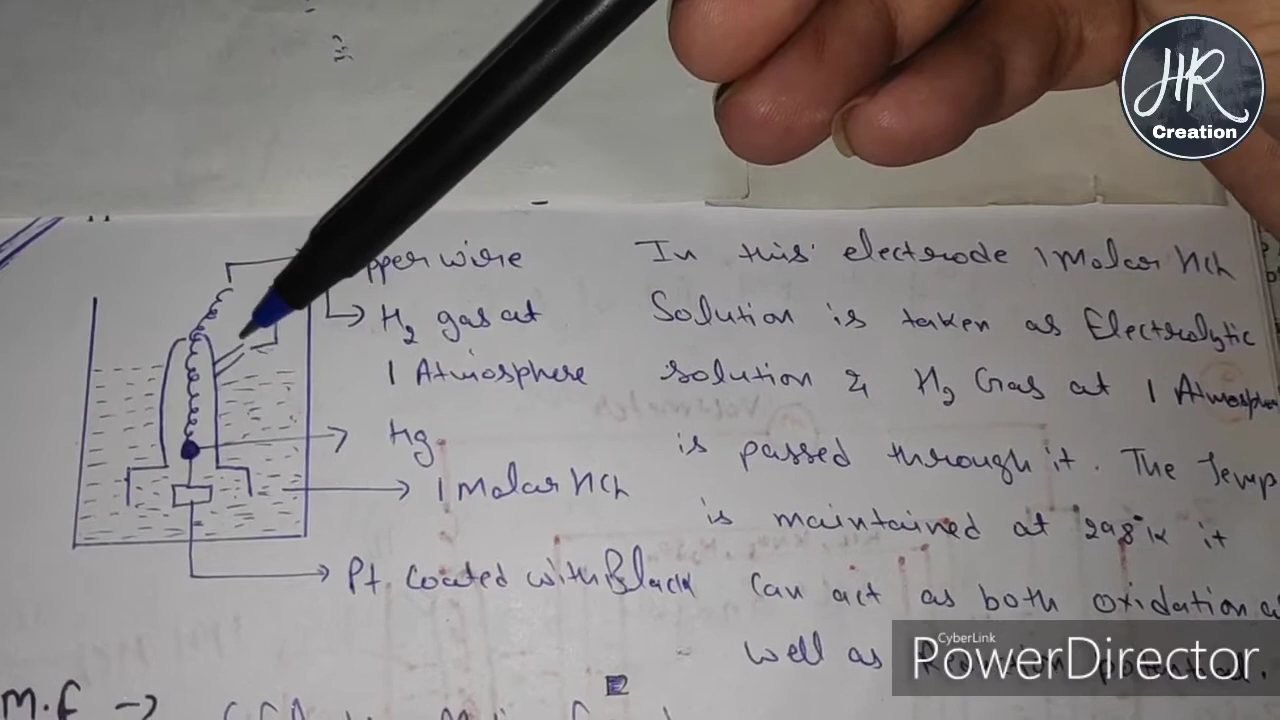 HR
Creation
pper wire
H2 gas at
1 Atmosphere
Hg
1 Molar HCl
Pt. Coated with Black
In this electrode 1 Molar HCl
Solution is taken as Electrolytic
solution & H2 Gas at 1 Atmosphe
is passed through it. The Temp
is maintained at 298°K it
Can act as both oxidation a
well as
CyberLink
PowerDirector
M.F →